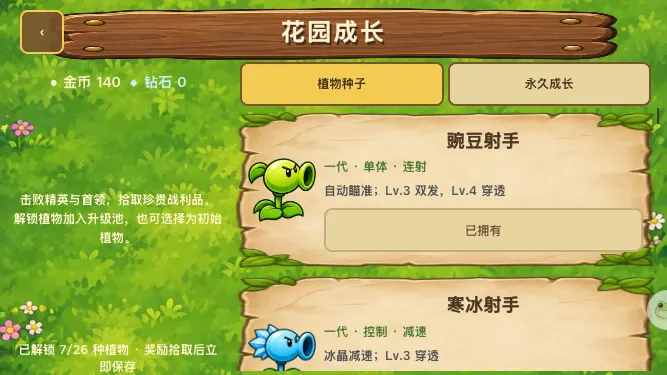 ‹
花园成长
● 金币 140 ◆ 钻石 0
植物种子
永久成长
豌豆射手
一代 · 单体 · 连射
自动瞄准；Lv.3 双发，Lv.4 穿透
已拥有
击败精英与首领，拾取珍贵战利品。
解锁植物加入升级池，也可选择为初始
植物。
寒冰射手
一代 · 控制 · 减速
冰晶减速；Lv.3 穿透
已解锁 7/26 种植物 · 奖励拾取后立
即保存